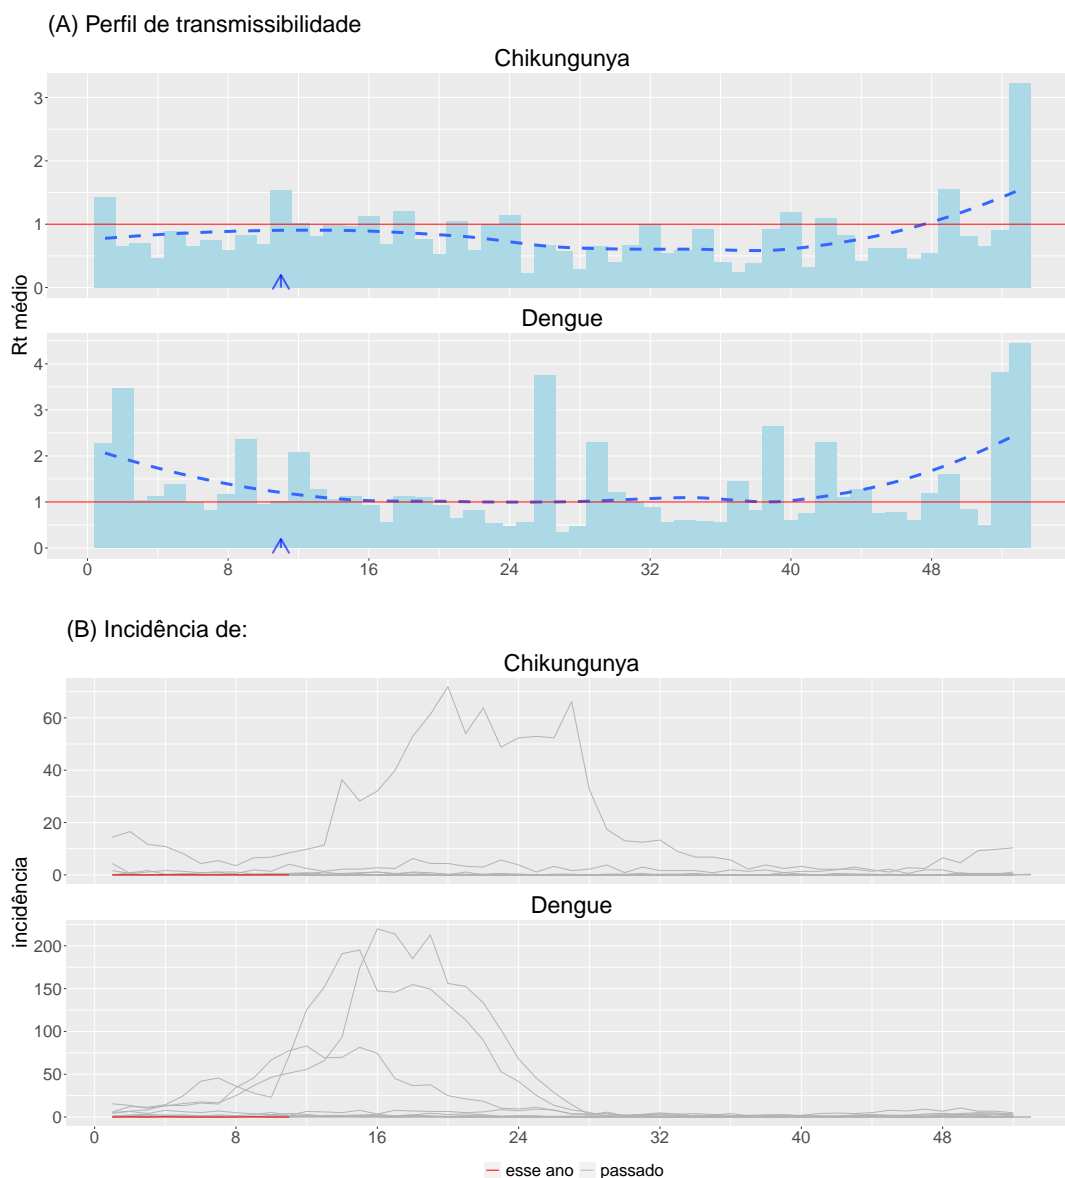 (A) Perfil de transmissibilidade
Chikungunya
3
2
1
0
Rt médio
Dengue
4
3
2
1
0
0 8 16 24 32 40 48
(B) Incidência de:
Chikungunya
60
40
20
0
incidência
Dengue
200
150
100
50
0
0 8 16 24 32 40 48
esse ano passado